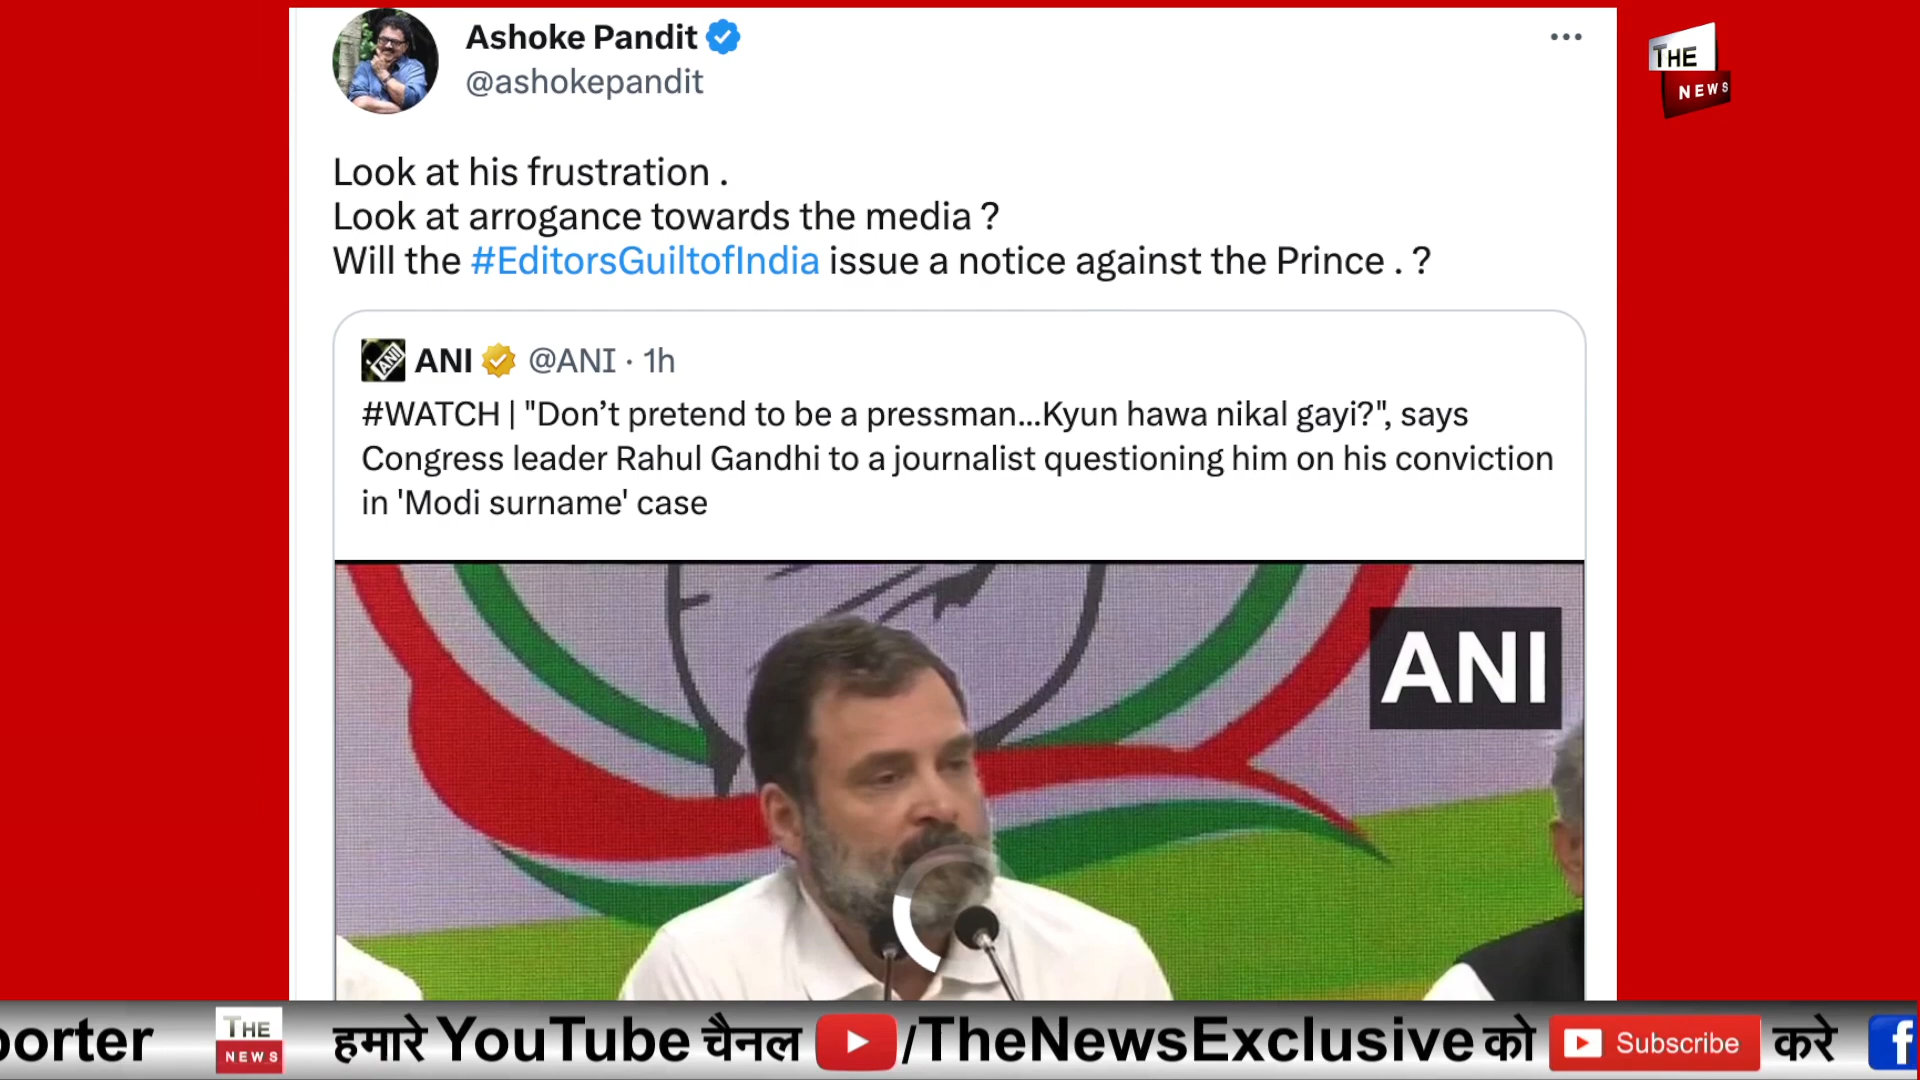 Ashoke Pandit
@ashokepandit
THE
NEWS
Look at his frustration .
Look at arrogance towards the media ?
Will the #EditorsGuiltofIndia issue a notice against the Prince . ?
ANI @ANI · 1h
#WATCH | "Don’t pretend to be a pressman...Kyun hawa nikal gayi?", says
Congress leader Rahul Gandhi to a journalist questioning him on his conviction
in 'Modi surname' case
ANI
porter THE NEWS हमारे YouTube चैनल /TheNewsExclusive को Subscribe करे